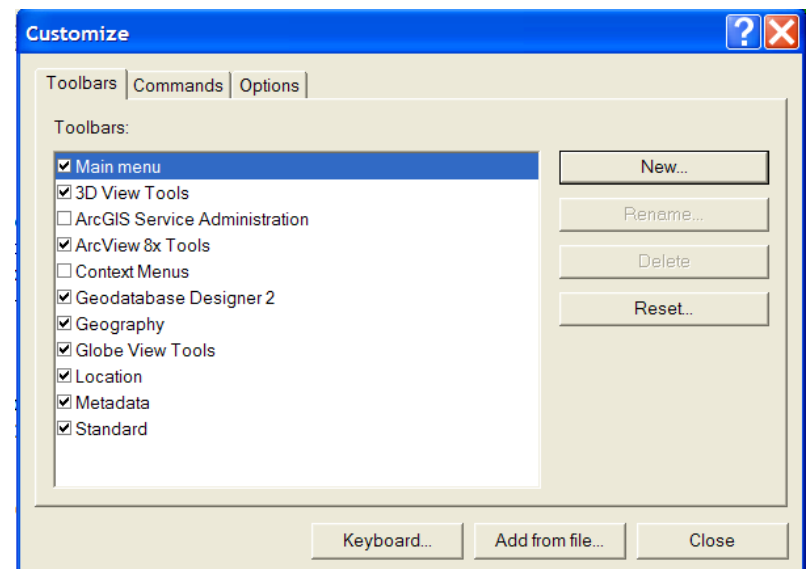 Customize
Toolbars Commands Options
Toolbars:
Main menu
3D View Tools
ArcGIS Service Administration
ArcView 8x Tools
Context Menus
Geodatabase Designer 2
Geography
Globe View Tools
Location
Metadata
Standard
New...
Rename...
Delete
Reset...
Keyboard... Add from file... Close